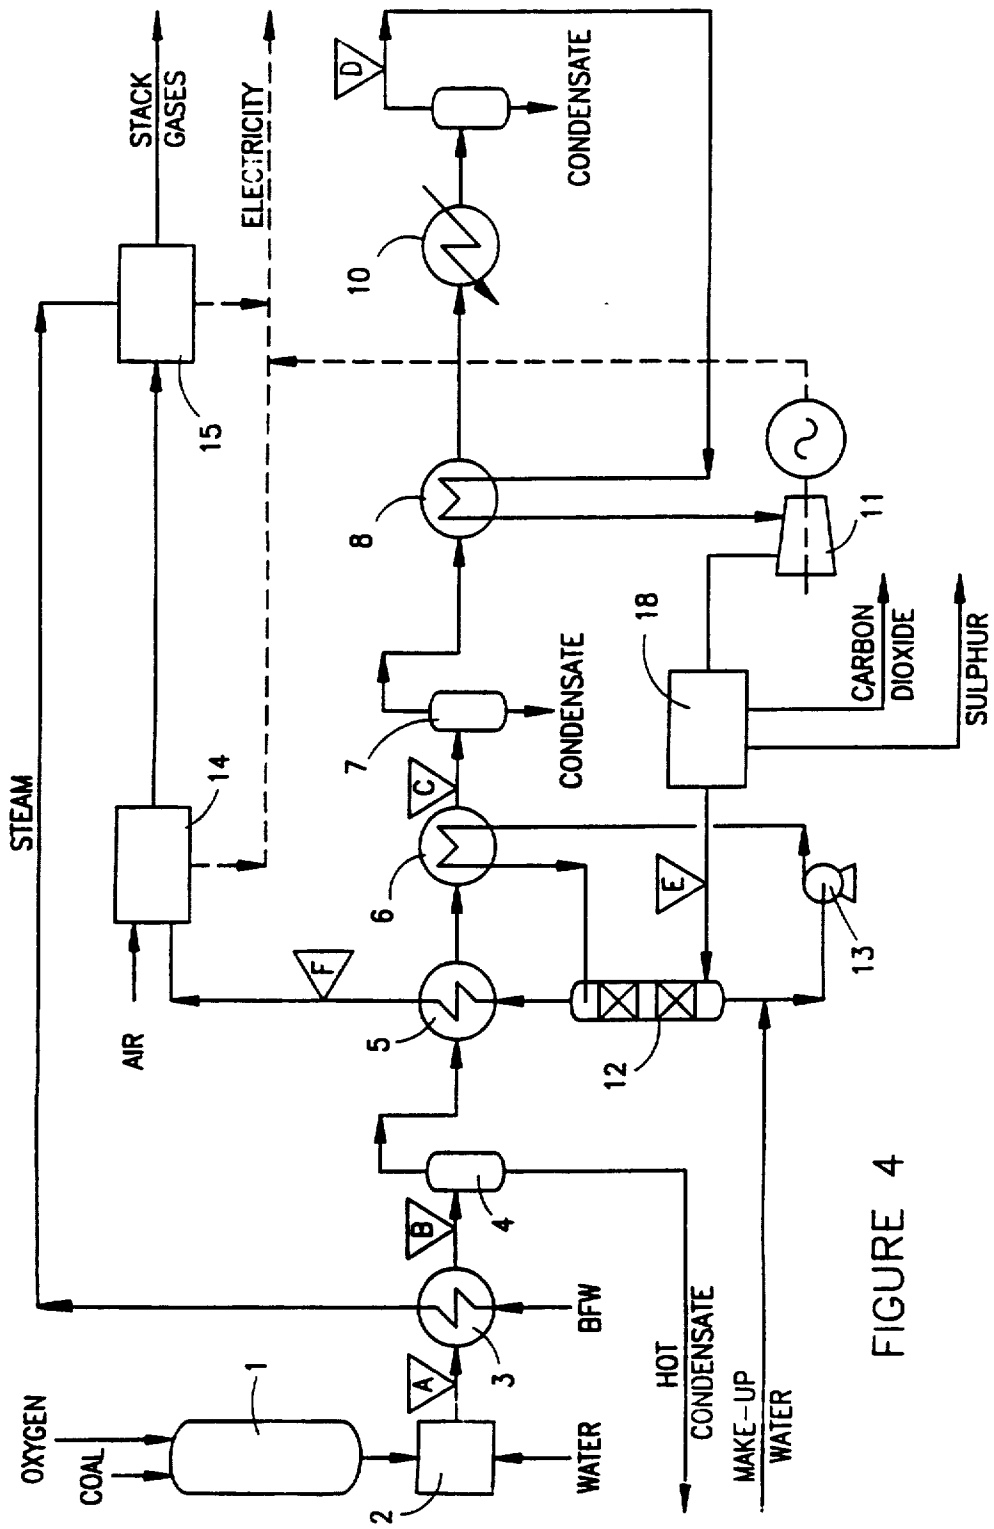 OXYGEN
COAL
1
2
WATER
A
3
BFW
STEAM
B
4
HOT
CONDENSATE
MAKE-UP
WATER
AIR
F
5
12
6
C
E
13
14
7
CONDENSATE
18
CARBON
DIOXIDE
SULPHUR
8
11
15
10
STACK
GASES
ELECTRICITY
D
CONDENSATE
FIGURE 4